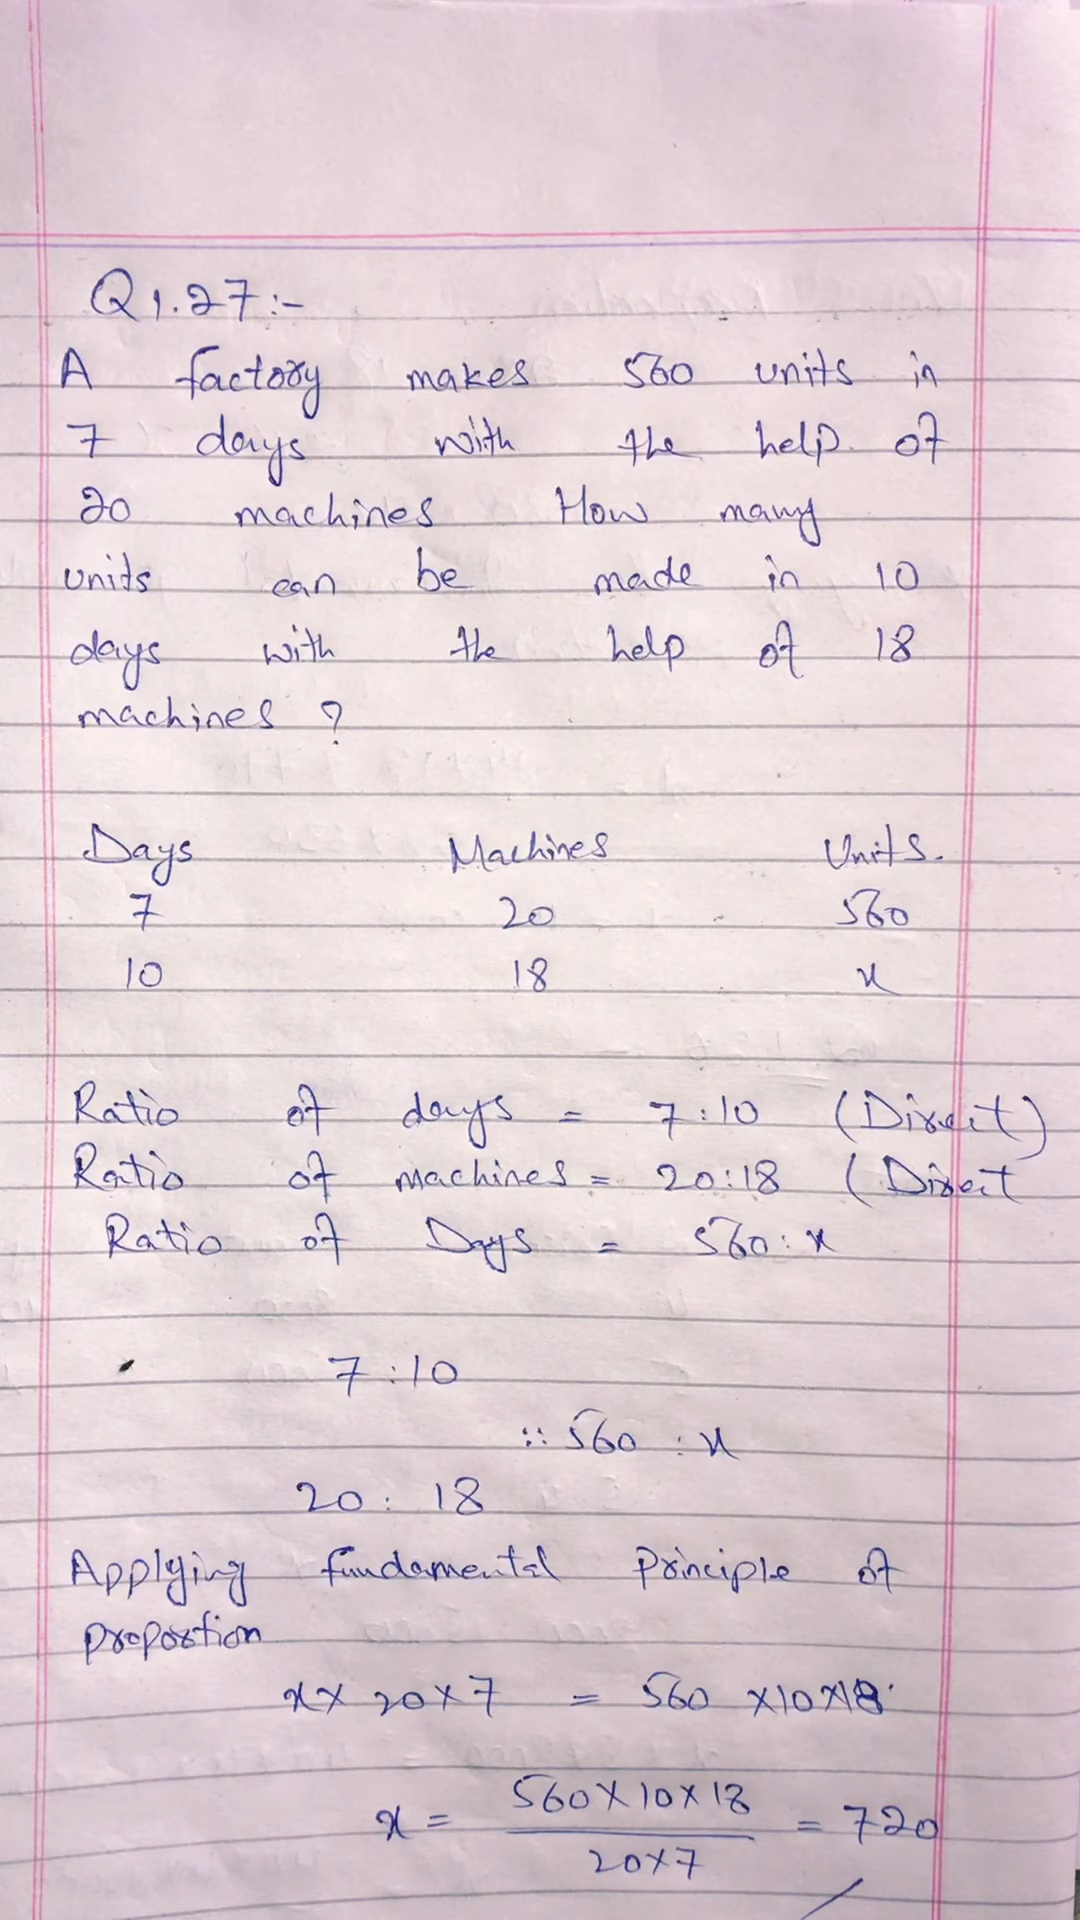 Q1.27:-
A factory makes 560 units in
7 days with the help of
20 machines How many
units can be made in 10
days with the help of 18
machines ?
Days Machines Units.
7 20 560
10 18 x
Ratio of days = 7:10 (Direct)
Ratio of machines = 20:18 (Direct
Ratio of Days = 560:x
7:10
:: 560 : x
20: 18
Applying fundamental Principle of
proportion
x× 20×7 = 560 ×10×18
x = 560×10×18 = 720
20×7